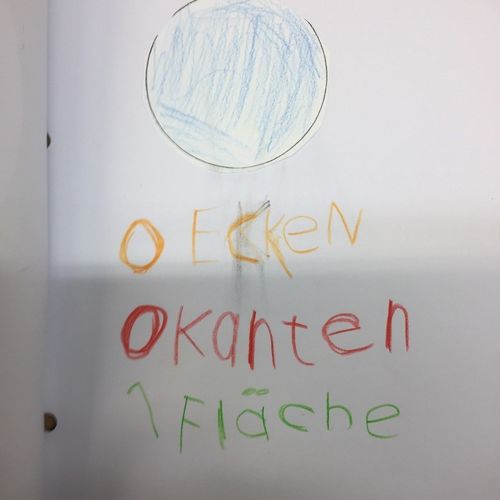 0 ECKeN
0 Kanten
1 Fläche